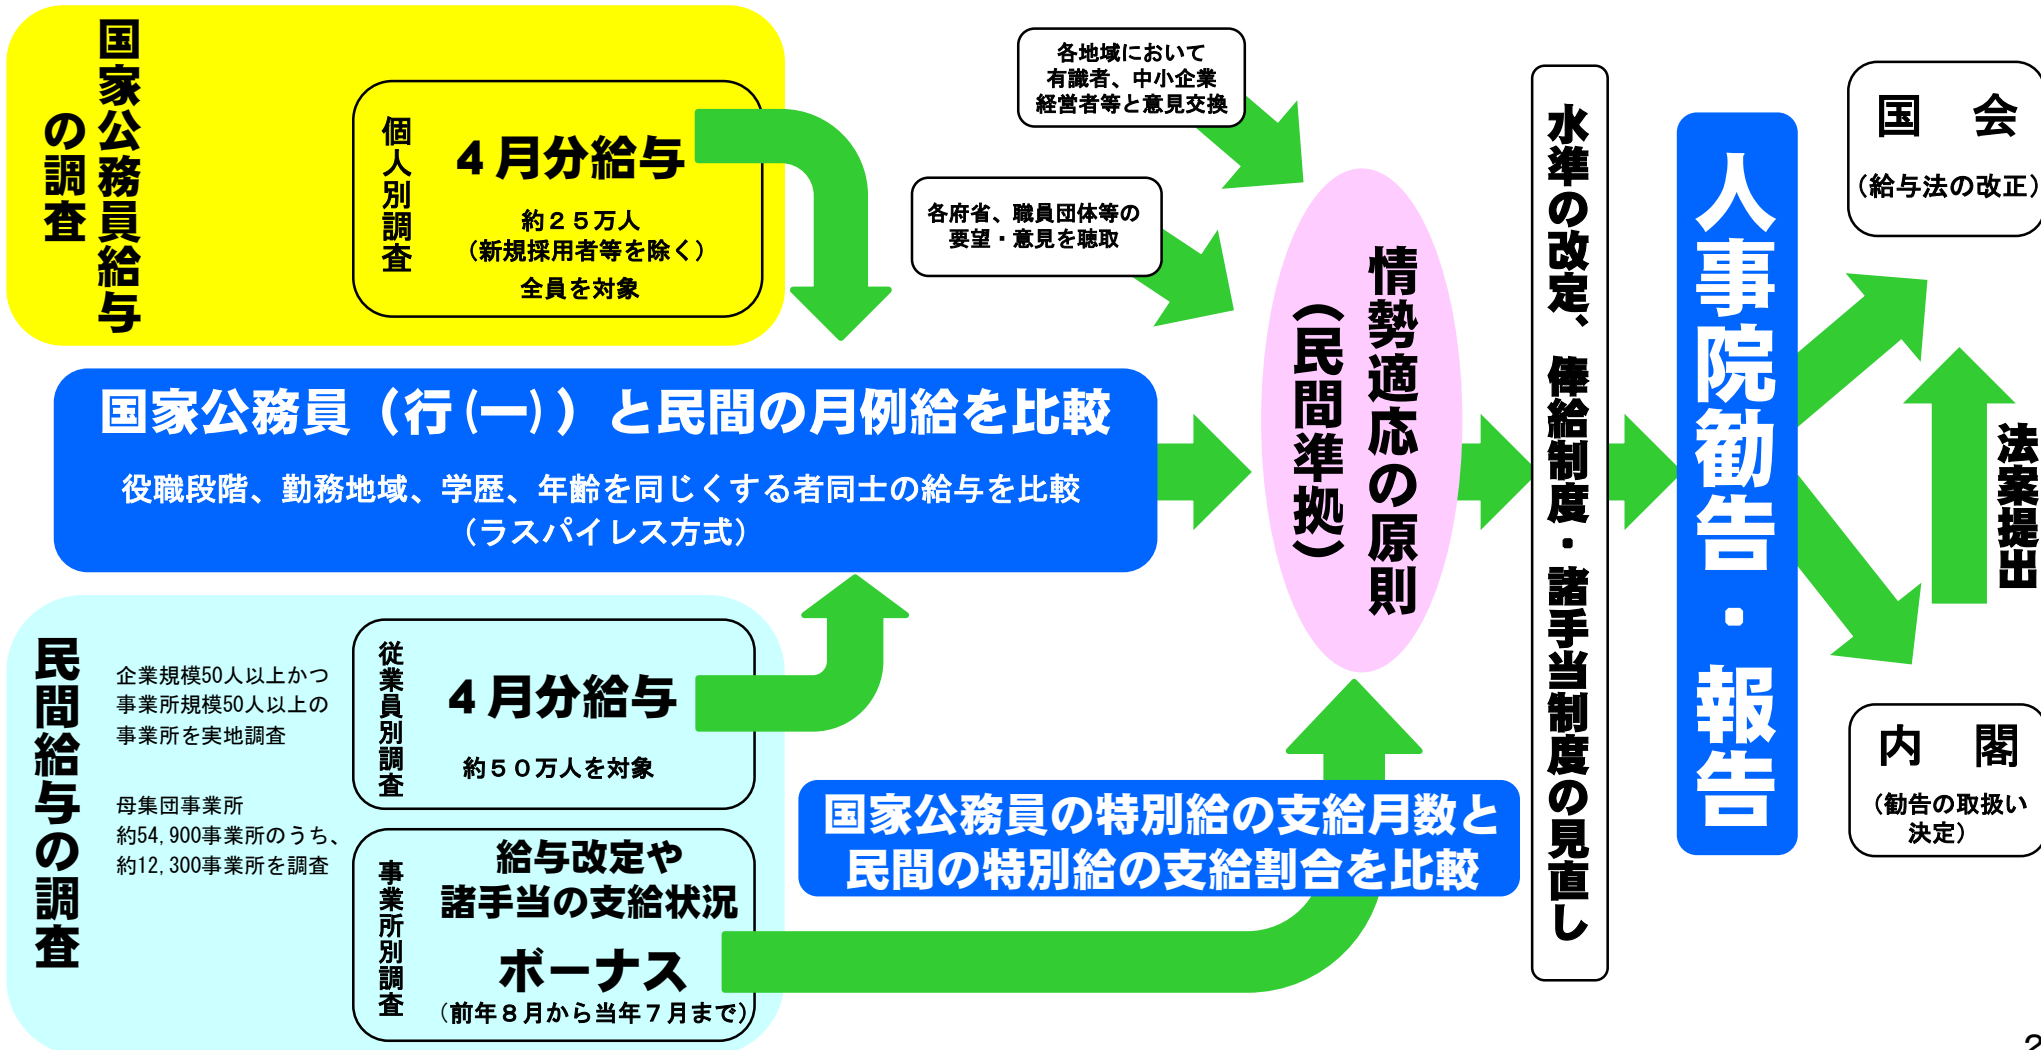 国家公務員給与
の調査
個人別調査
４月分給与
約２５万人
（新規採用者等を除く）
全員を対象
国家公務員（行(一)）と民間の月例給を比較
役職段階、勤務地域、学歴、年齢を同じくする者同士の給与を比較
（ラスパイレス方式）
民間給与の調査
企業規模50人以上かつ
事業所規模50人以上の
事業所を実地調査
母集団事業所
約54,900事業所のうち、
約12,300事業所を調査
従業員別調査
４月分給与
約５０万人を対象
事業所別調査
給与改定や
諸手当の支給状況
ボーナス
（前年８月から当年７月まで）
国家公務員の特別給の支給月数と
民間の特別給の支給割合を比較
各地域において
有識者、中小企業
経営者等と意見交換
各府省、職員団体等の
要望・意見を聴取
情勢適応の原則
（民間準拠）
水準の改定、俸給制度・諸手当制度の見直し
人事院勧告・報告
国　会
（給与法の改正）
法案提出
内　閣
（勧告の取扱い
決定）
2